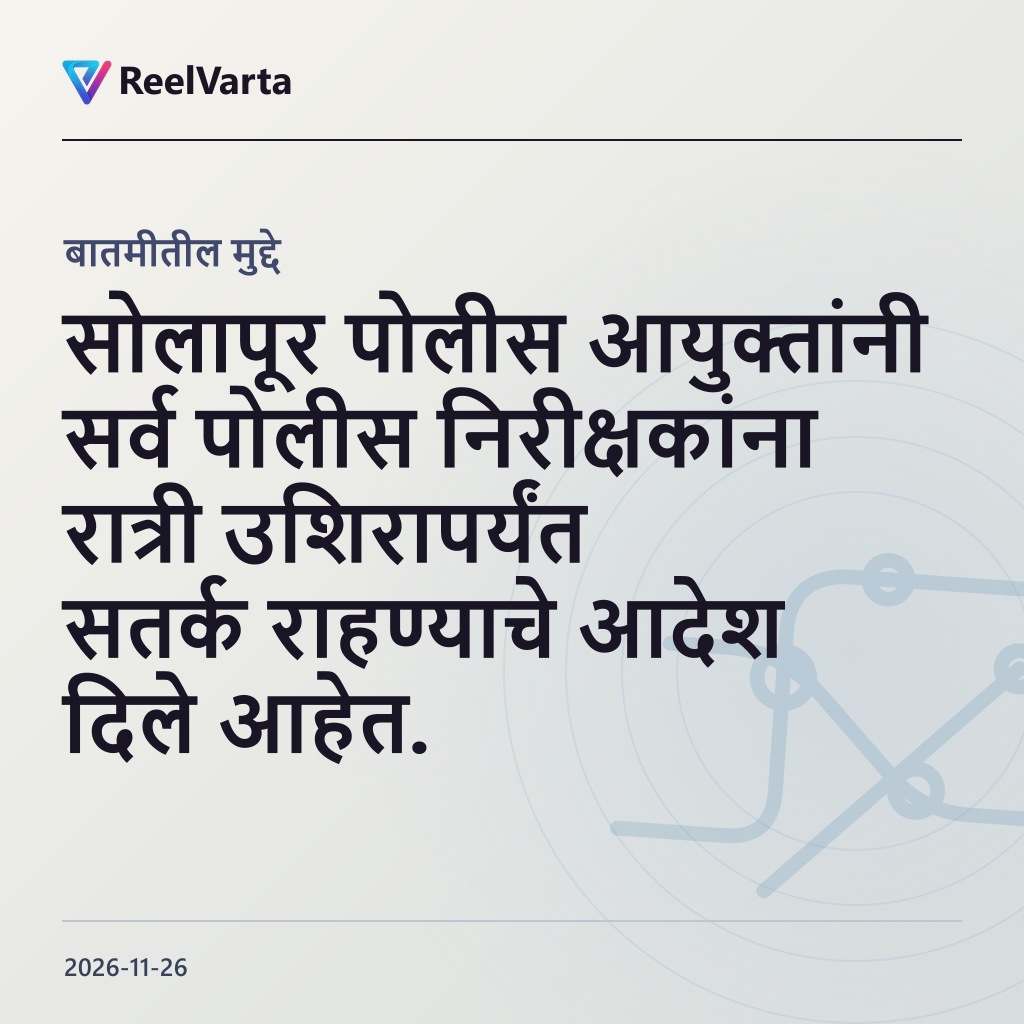 ReelVarta
बातमीतील मुद्दे
सोलापूर पोलीस आयुक्तांनी
सर्व पोलीस निरीक्षकांना
रात्री उशिरापर्यंत
सतर्क राहण्याचे आदेश
दिले आहेत.
2026-11-26